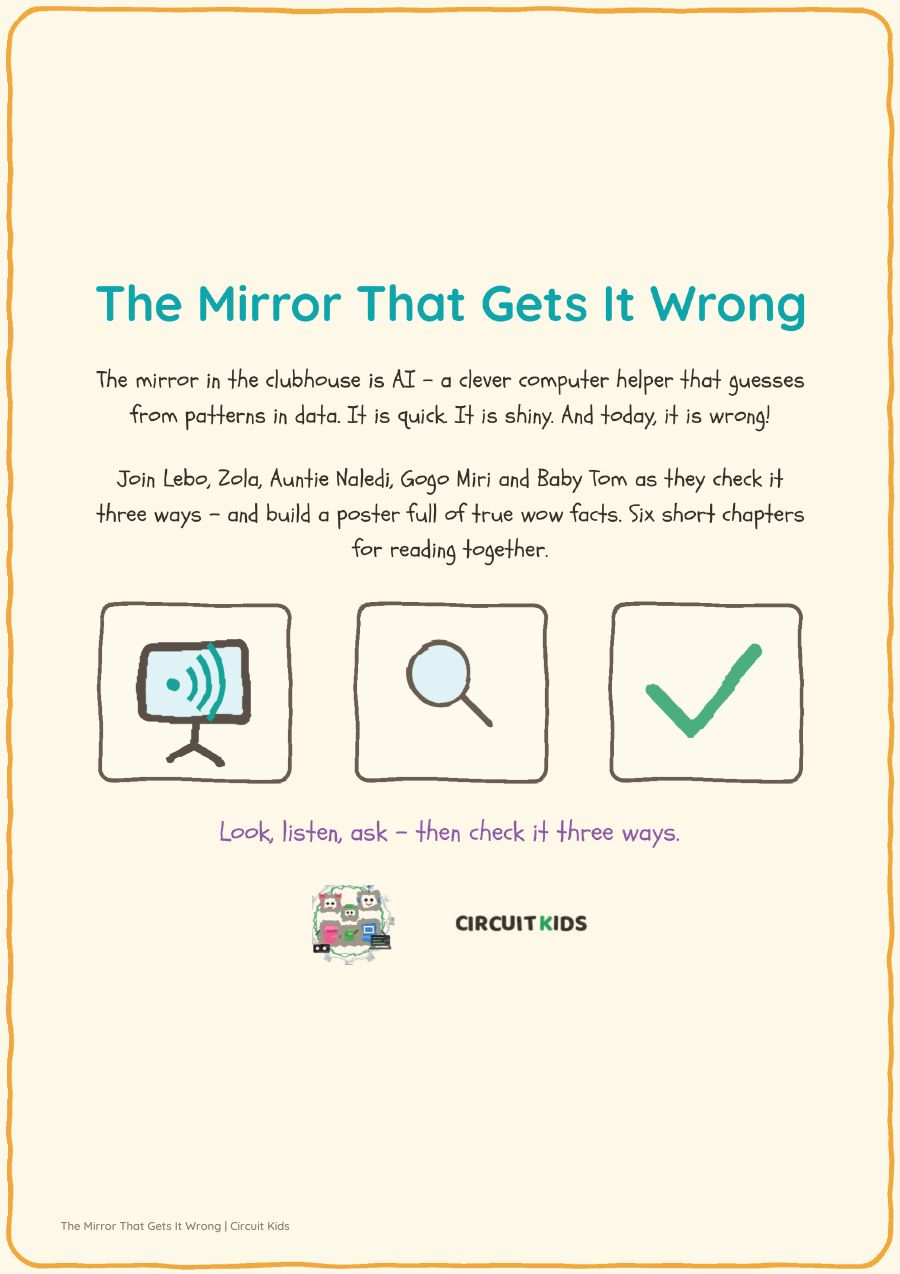 The Mirror That Gets It Wrong
The mirror in the clubhouse is AI – a clever computer helper that guesses
from patterns in data. It is quick. It is shiny. And today, it is wrong!
Join Lebo, Zola, Auntie Naledi, Gogo Miri and Baby Tom as they check it
three ways – and build a poster full of true wow facts. Six short chapters
for reading together.
Look, listen, ask – then check it three ways.
CIRCUIT KIDS
The Mirror That Gets It Wrong | Circuit Kids